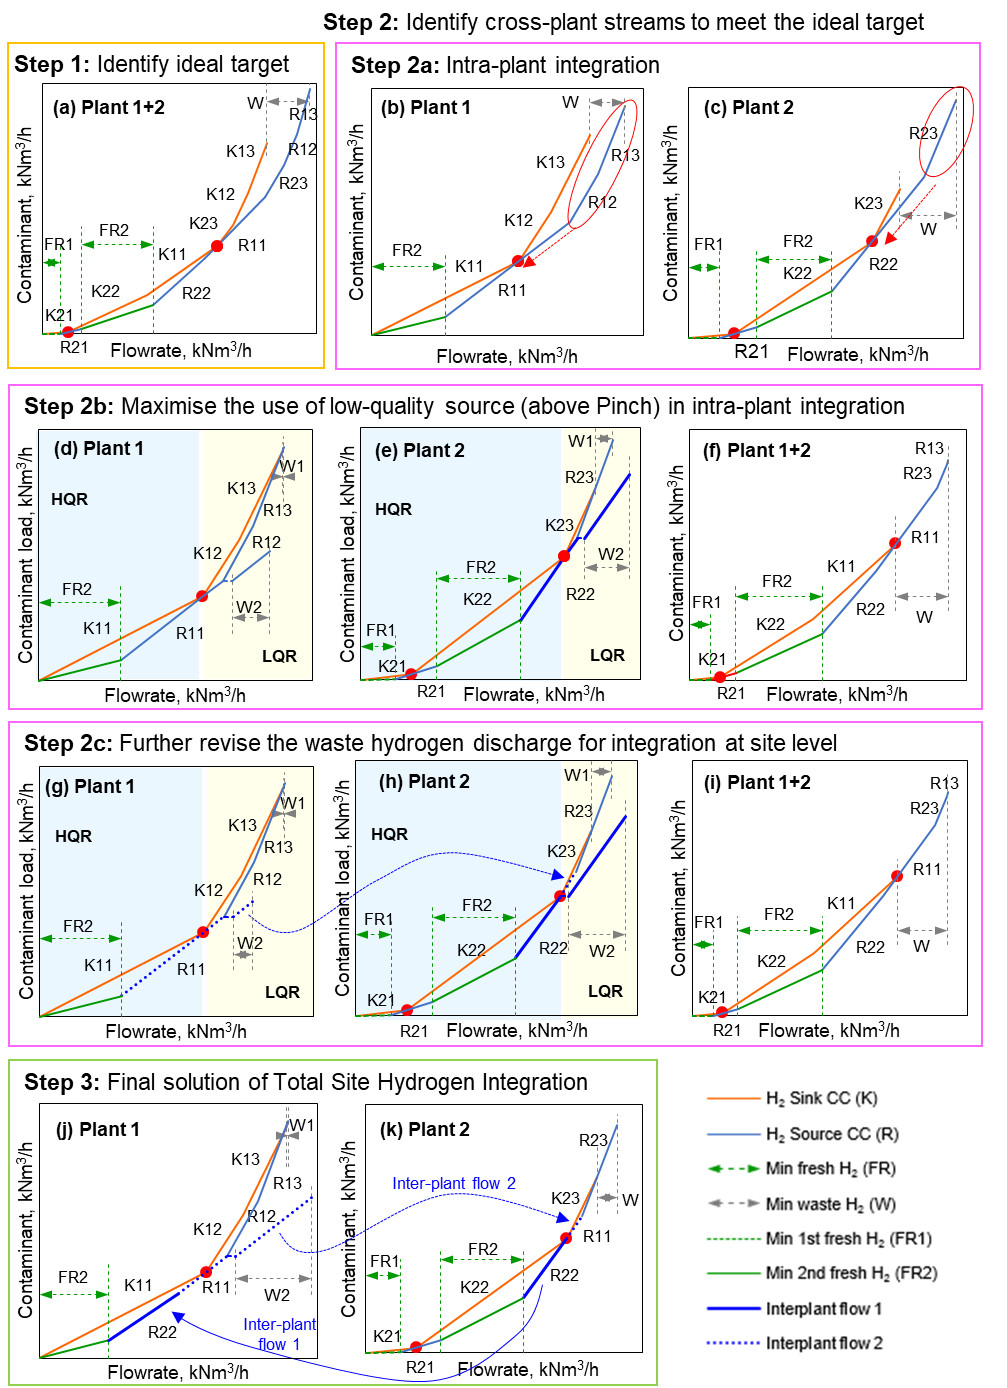 Step 2: Identify cross-plant streams to meet the ideal target
Step 1: Identify ideal target
(a) Plant 1+2
W
R13
K13
R12
K12
R23
K23
FR2
FR1
K11
R11
K22
R22
K21
R21
Contaminant, kNm³/h
Flowrate, kNm³/h
Step 2a: Intra-plant integration
(b) Plant 1
W
K13
R13
K12
R12
FR2
K11
R11
Contaminant, kNm³/h
Flowrate, kNm³/h
(c) Plant 2
R23
K23
W
FR1
FR2
K22
R22
R21
Contaminant, kNm³/h
Flowrate, kNm³/h
Step 2b: Maximise the use of low-quality source (above Pinch) in intra-plant integration
(d) Plant 1
W1
K13
HQR
R13
K12
R12
FR2
W2
K11
R11
LQR
Contaminant load, kNm³/h
Flowrate, kNm³/h
(e) Plant 2
W1
R23
HQR
K23
FR2
W2
K22
R22
FR1
K21
LQR
R21
Contaminant load, kNm³/h
Flowrate, kNm³/h
(f) Plant 1+2
R13
R23
R11
K11
FR2
FR1
W
K22
R22
K21
R21
Contaminant, kNm³/h
Flowrate, kNm³/h
Step 2c: Further revise the waste hydrogen discharge for integration at site level
(g) Plant 1
W1
K13
HQR
R13
K12
R12
FR2
W2
K11
R11
LQR
Contaminant load, kNm³/h
Flowrate, kNm³/h
(h) Plant 2
W1
R23
HQR
K23
FR1
FR2
K22
R22
W2
K21
LQR
R21
Contaminant load, kNm³/h
Flowrate, kNm³/h
(i) Plant 1+2
R13
R23
R11
K11
FR2
FR1
R22
W
K22
K21
R21
Contaminant, kNm³/h
Flowrate, kNm³/h
Step 3: Final solution of Total Site Hydrogen Integration
(j) Plant 1
W1
K13
R13
K12
R12
FR2
R11
K11
W2
R22
Inter-plant
flow 1
Contaminant, kNm³/h
Flowrate, kNm³/h
(k) Plant 2
R23
Inter-plant flow 2
K23
W
R11
FR1
FR2
K22
R22
K21
R21
Contaminant, kNm³/h
Flowrate, kNm³/h
H₂ Sink CC (K)
H₂ Source CC (R)
Min fresh H₂ (FR)
Min waste H₂ (W)
Min 1st fresh H₂ (FR1)
Min 2nd fresh H₂ (FR2)
Interplant flow 1
Interplant flow 2